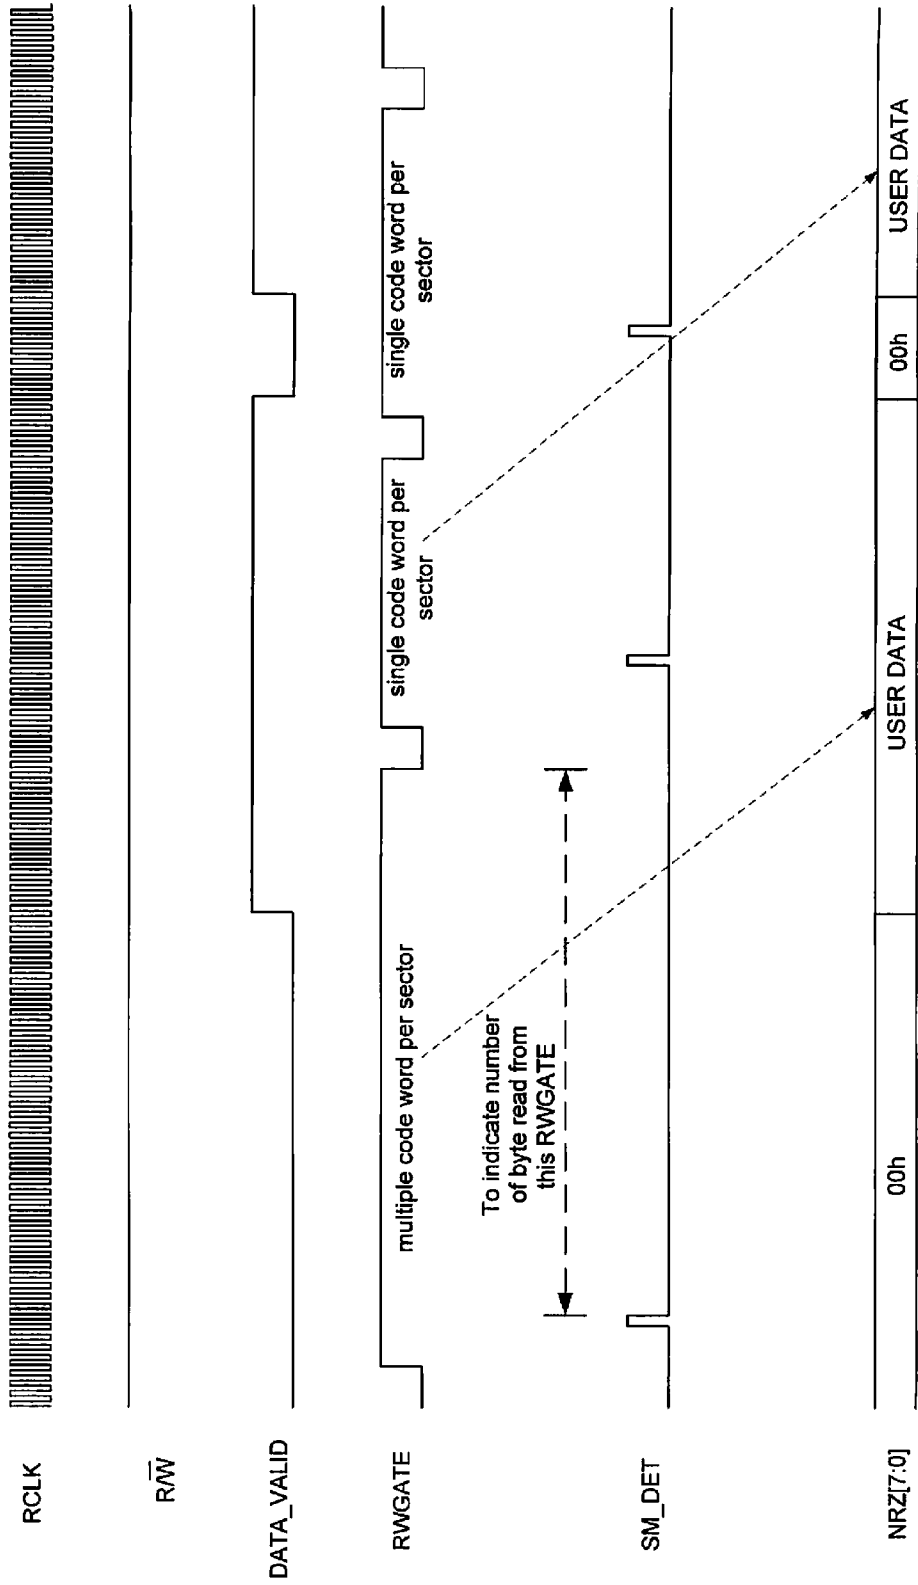 RCLK
R/W̅
DATA_VALID
RWGATE
multiple code word per sector
single code word per
sector
single code word per
sector
To indicate number
of byte read from
this RWGATE
SM_DET
NRZ[7:0]
00h
USER DATA
00h
USER DATA